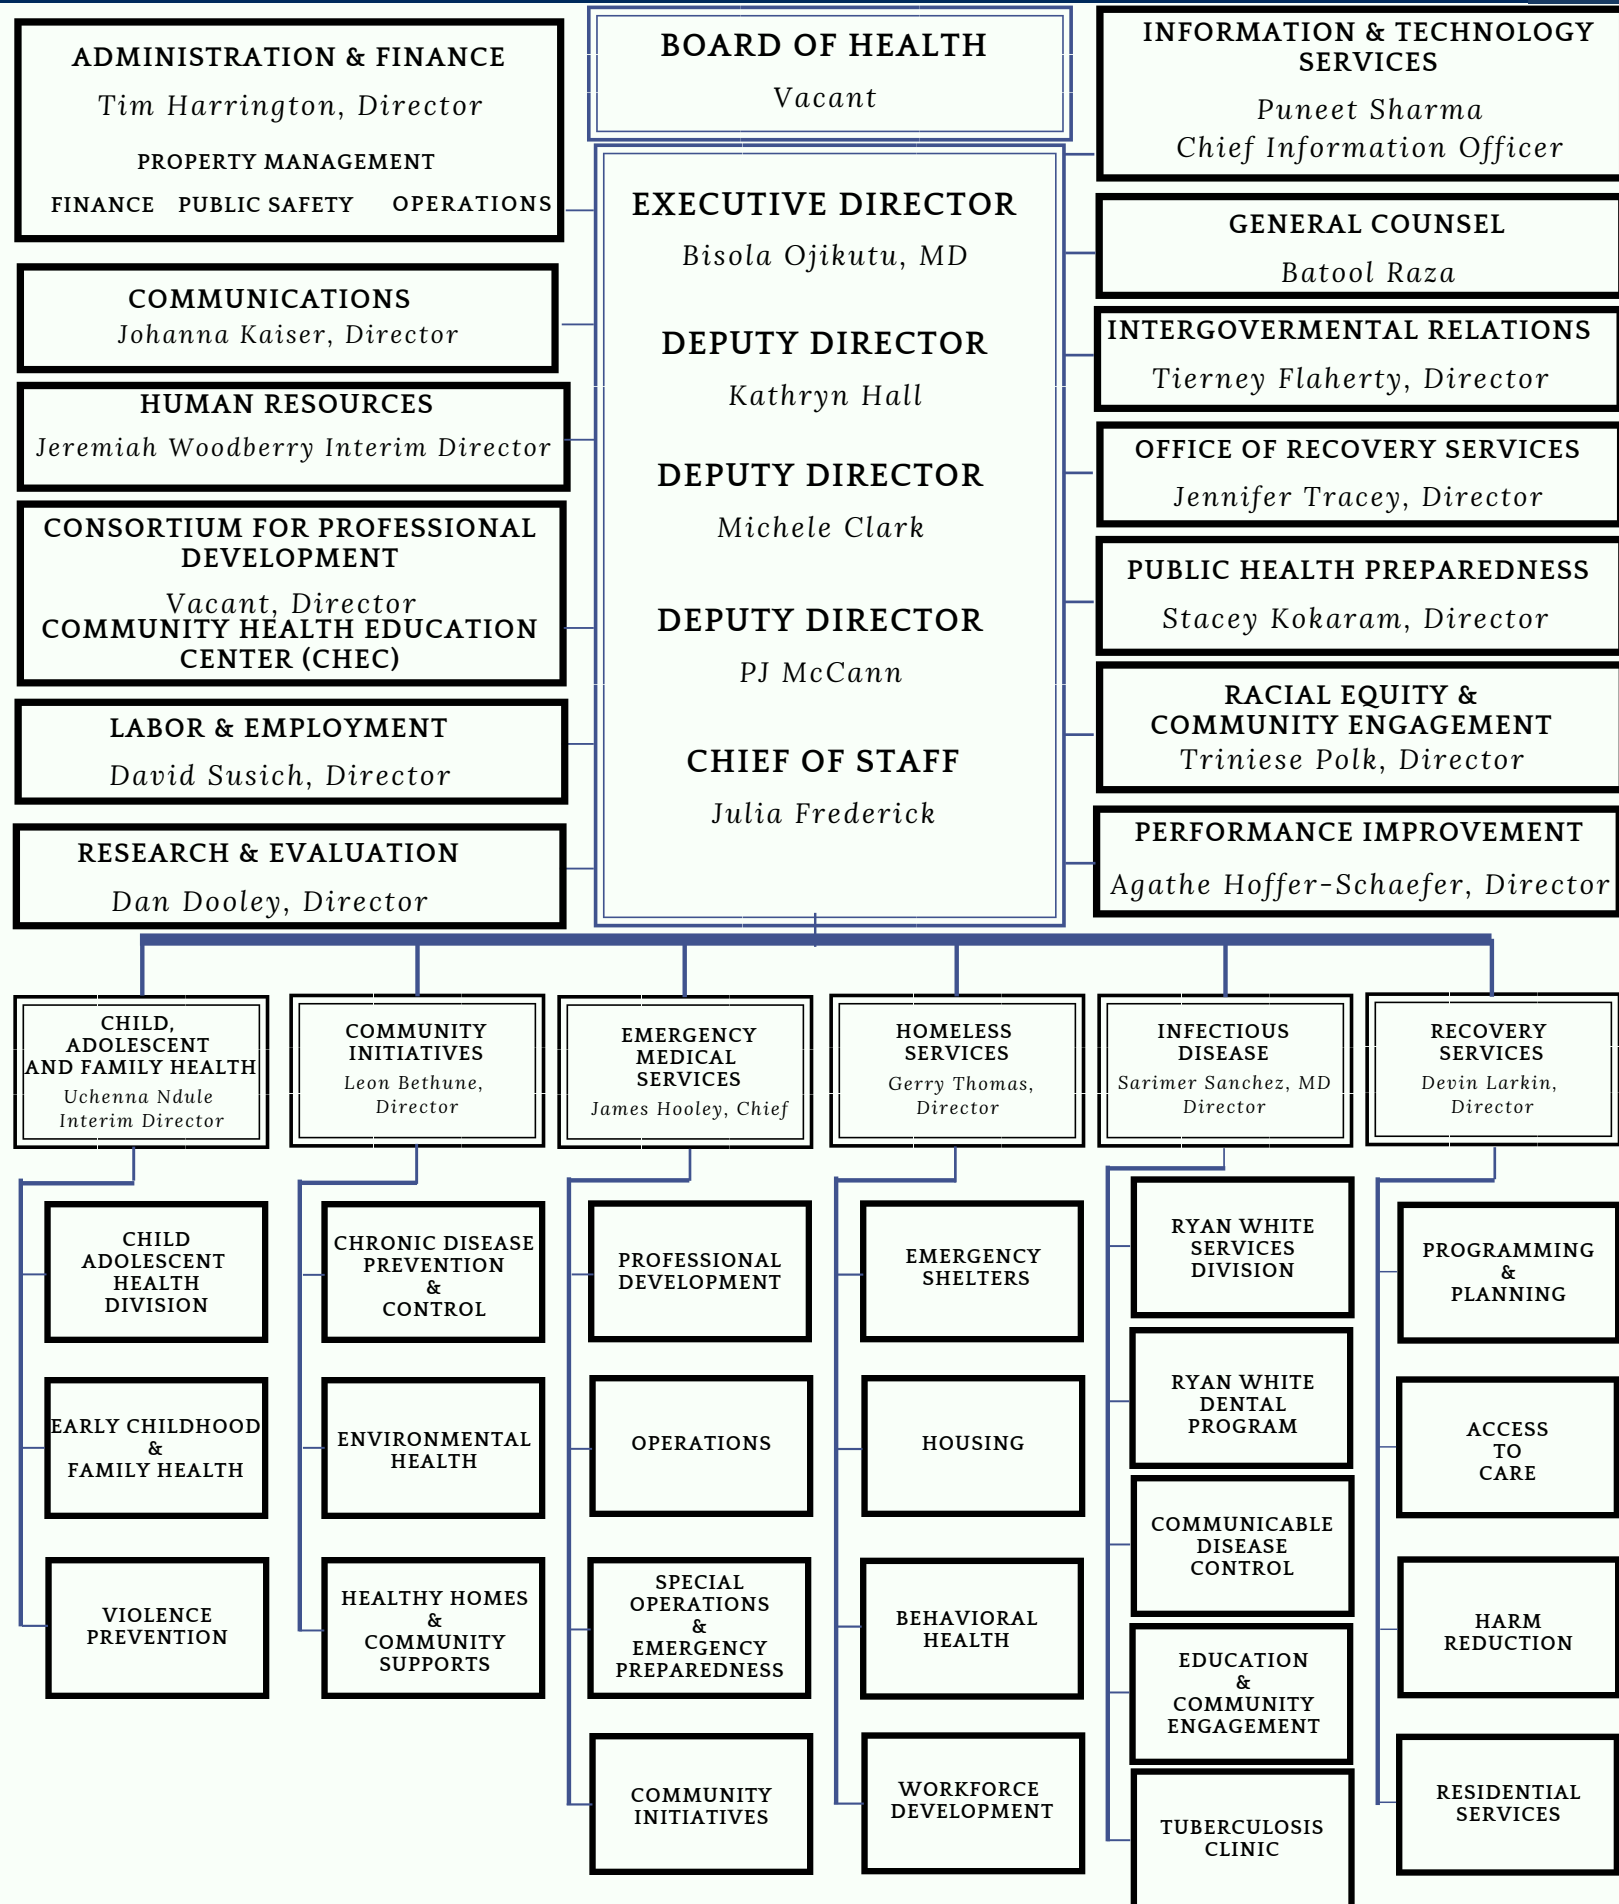 ADMINISTRATION & FINANCE
Tim Harrington, Director
PROPERTY MANAGEMENT
FINANCE PUBLIC SAFETY OPERATIONS
COMMUNICATIONS
Johanna Kaiser, Director
HUMAN RESOURCES
Jeremiah Woodberry Interim Director
CONSORTIUM FOR PROFESSIONAL
DEVELOPMENT
Vacant, Director
COMMUNITY HEALTH EDUCATION
CENTER (CHEC)
LABOR & EMPLOYMENT
David Susich, Director
RESEARCH & EVALUATION
Dan Dooley, Director
BOARD OF HEALTH
Vacant
EXECUTIVE DIRECTOR
Bisola Ojikutu, MD
DEPUTY DIRECTOR
Kathryn Hall
DEPUTY DIRECTOR
Michele Clark
DEPUTY DIRECTOR
PJ McCann
CHIEF OF STAFF
Julia Frederick
INFORMATION & TECHNOLOGY
SERVICES
Puneet Sharma
Chief Information Officer
GENERAL COUNSEL
Batool Raza
INTERGOVERMENTAL RELATIONS
Tierney Flaherty, Director
OFFICE OF RECOVERY SERVICES
Jennifer Tracey, Director
PUBLIC HEALTH PREPAREDNESS
Stacey Kokaram, Director
RACIAL EQUITY &
COMMUNITY ENGAGEMENT
Triniese Polk, Director
PERFORMANCE IMPROVEMENT
Agathe Hoffer-Schaefer, Director
CHILD,
ADOLESCENT
AND FAMILY HEALTH
Uchenna Ndule
Interim Director
CHILD
ADOLESCENT
HEALTH
DIVISION
EARLY CHILDHOOD
&
FAMILY HEALTH
VIOLENCE
PREVENTION
COMMUNITY
INITIATIVES
Leon Bethune,
Director
CHRONIC DISEASE
PREVENTION
&
CONTROL
ENVIRONMENTAL
HEALTH
HEALTHY HOMES
&
COMMUNITY
SUPPORTS
EMERGENCY
MEDICAL
SERVICES
James Hooley, Chief
PROFESSIONAL
DEVELOPMENT
OPERATIONS
SPECIAL
OPERATIONS
&
EMERGENCY
PREPAREDNESS
COMMUNITY
INITIATIVES
HOMELESS
SERVICES
Gerry Thomas,
Director
EMERGENCY
SHELTERS
HOUSING
BEHAVIORAL
HEALTH
WORKFORCE
DEVELOPMENT
INFECTIOUS
DISEASE
Sarimer Sanchez, MD
Director
RYAN WHITE
SERVICES
DIVISION
RYAN WHITE
DENTAL
PROGRAM
COMMUNICABLE
DISEASE
CONTROL
EDUCATION
&
COMMUNITY
ENGAGEMENT
TUBERCULOSIS
CLINIC
RECOVERY
SERVICES
Devin Larkin,
Director
PROGRAMMING
&
PLANNING
ACCESS
TO
CARE
HARM
REDUCTION
RESIDENTIAL
SERVICES